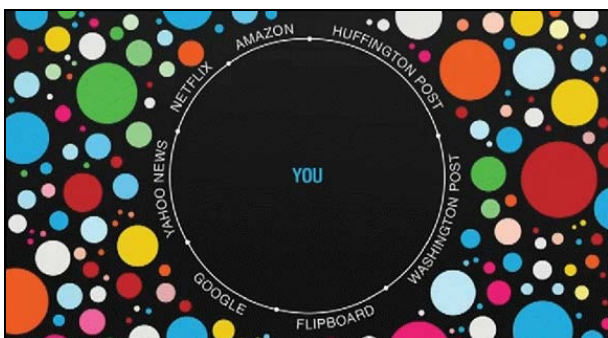 AMAZON
HUFFINGTON POST
NETFLIX
YOU
YAHOO NEWS
WASHINGTON POST
GOOGLE
FLIPBOARD